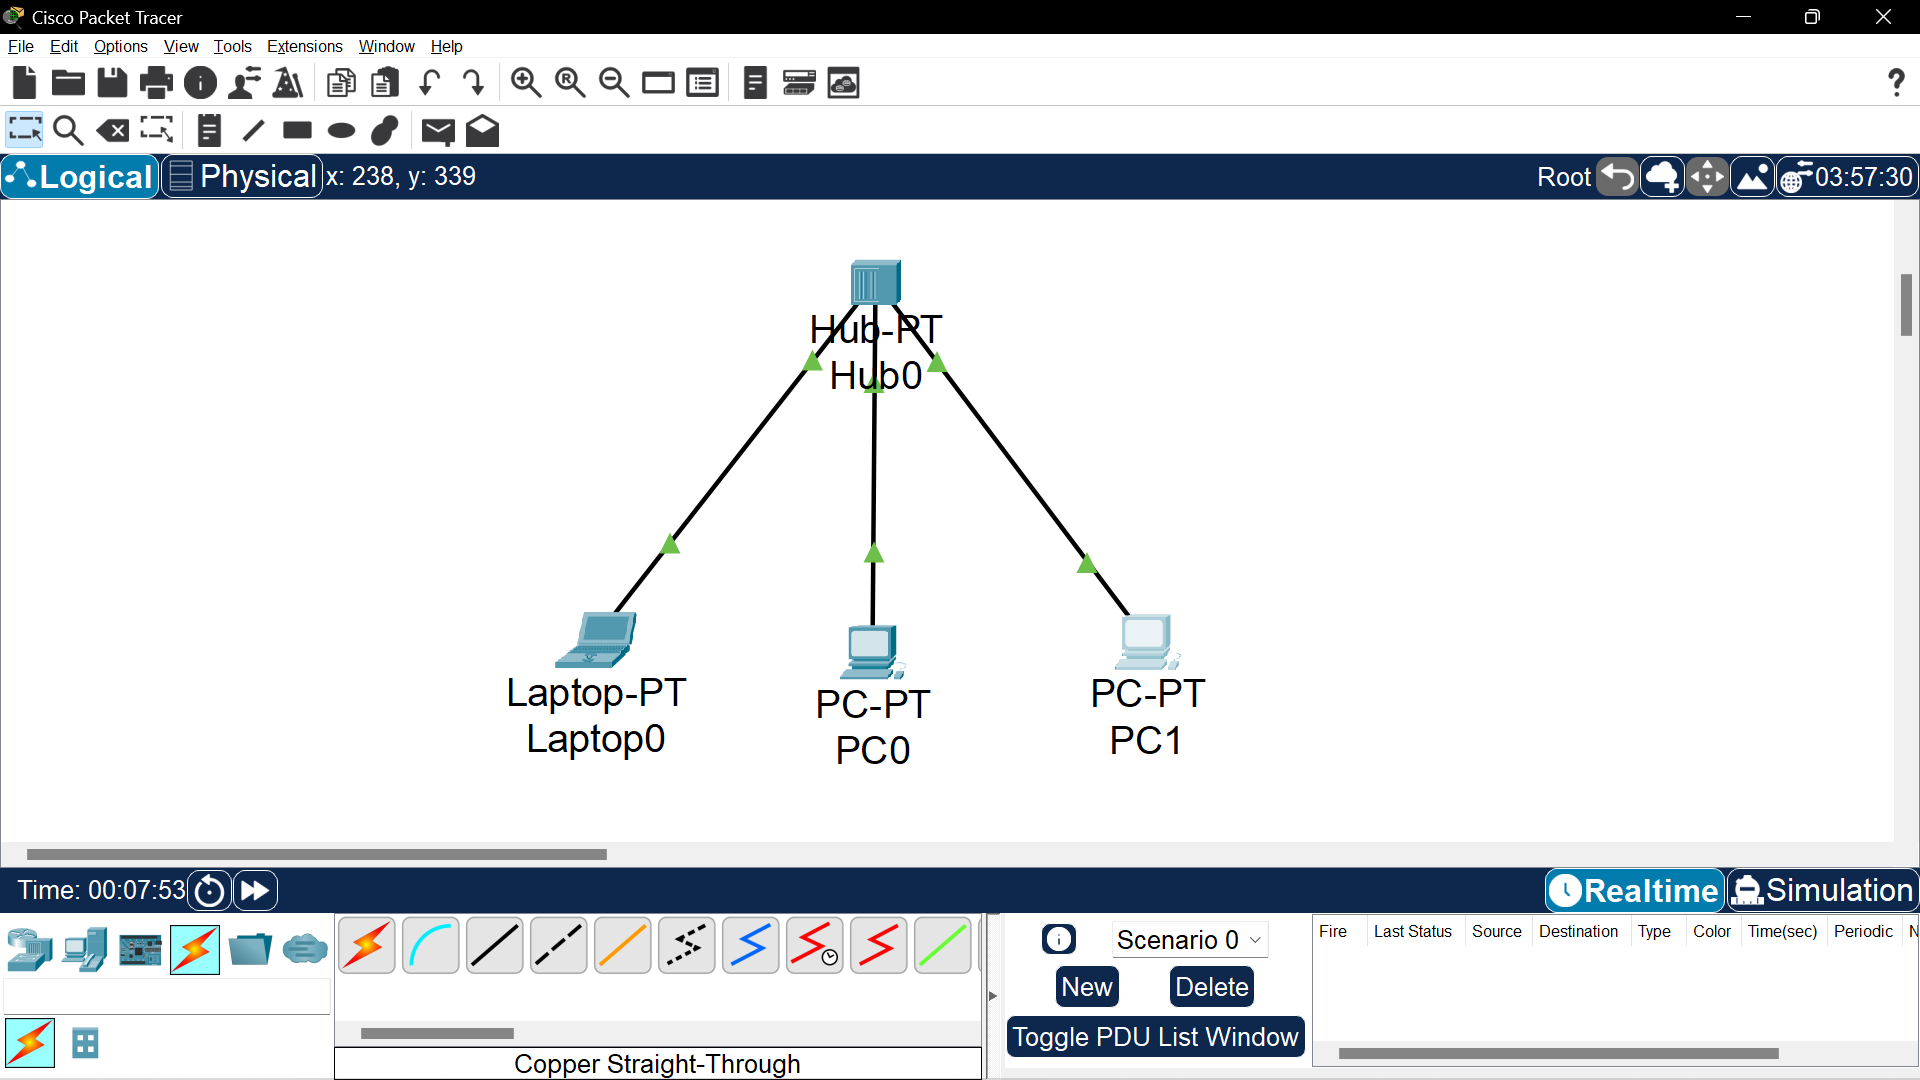 Cisco Packet Tracer
File Edit Options View Tools Extensions Window Help
Logical Physical x: 238, y: 339 Root 03:57:30
Hub-PT
Hub0
Laptop-PT
Laptop0
PC-PT
PC0
PC-PT
PC1
Time: 00:07:53 Realtime Simulation
Scenario 0
New Delete
Toggle PDU List Window
Fire Last Status Source Destination Type Color Time(sec) Periodic N
Copper Straight-Through